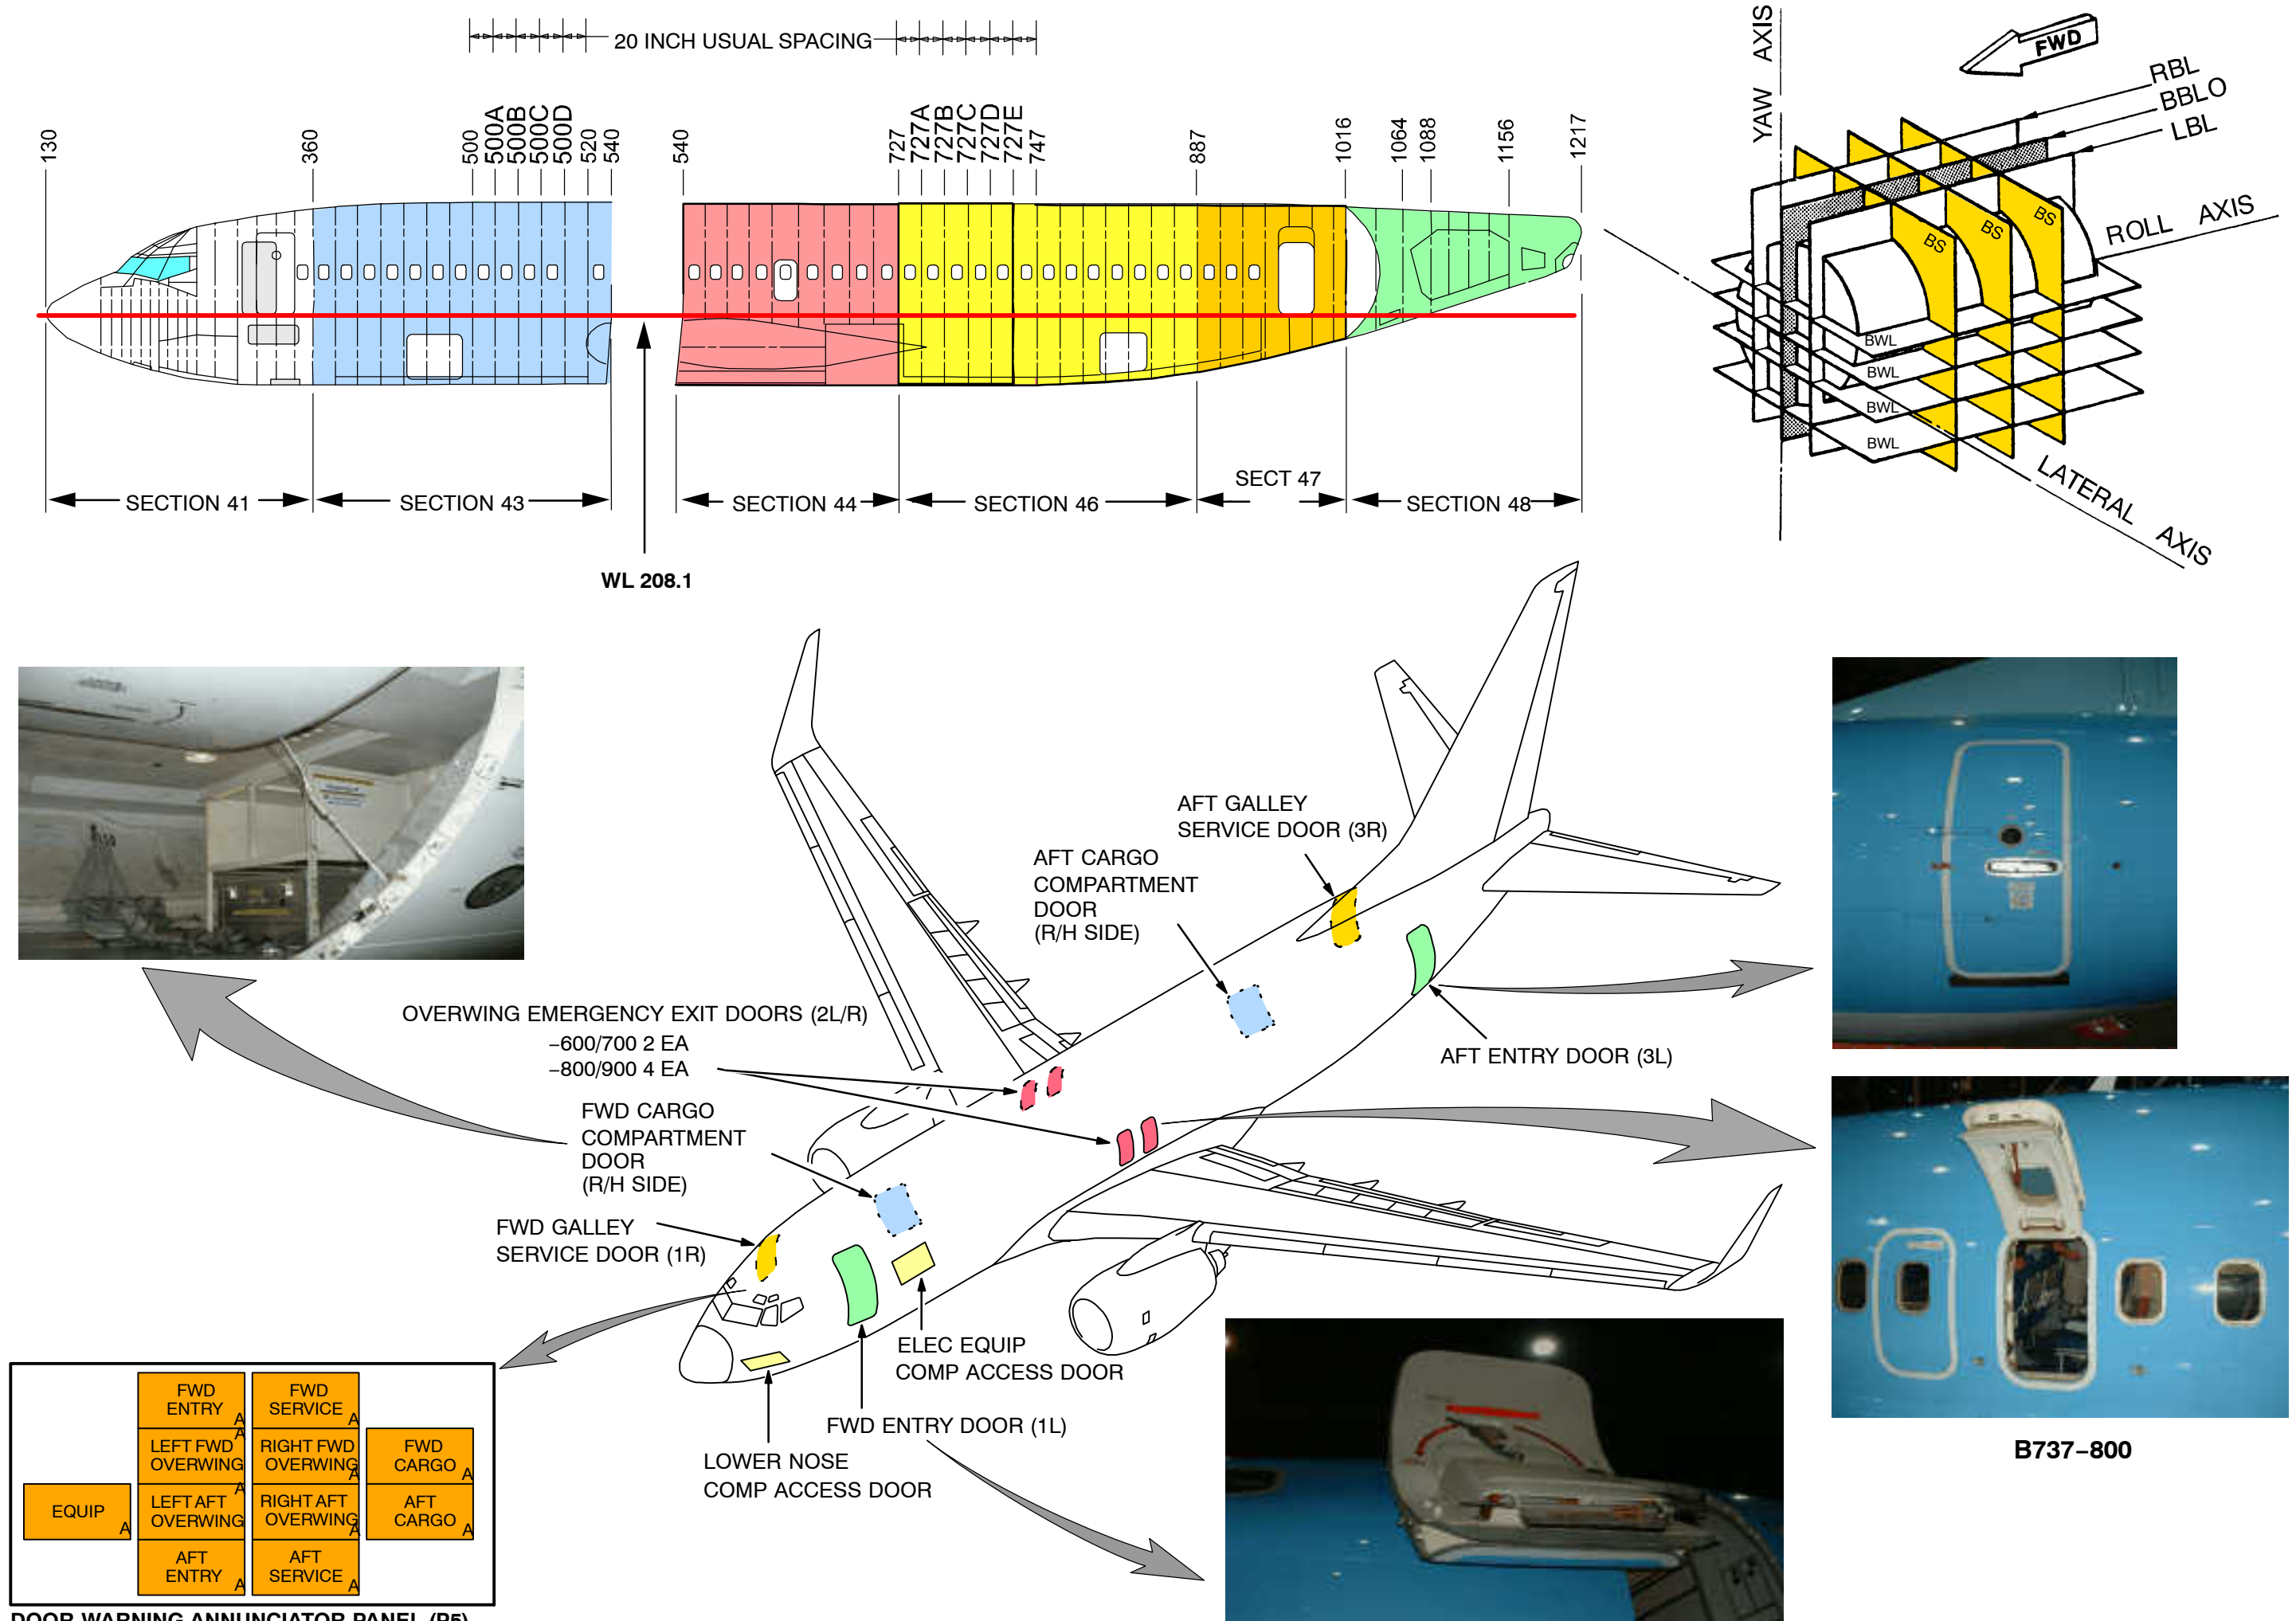 20 INCH USUAL SPACING
130
360
500
500A
500B
500C
500D
520
540
540
727
727A
727B
727C
727D
727E
747
887
1016
1064
1088
1156
1217
SECTION 41
SECTION 43
SECTION 44
SECTION 46
SECT 47
SECTION 48
WL 208.1
YAW AXIS
FWD
RBL
BBLO
LBL
ROLL AXIS
BS
BS
BS
BWL
BWL
BWL
BWL
LATERAL AXIS
AFT GALLEY
SERVICE DOOR (3R)
AFT CARGO
COMPARTMENT
DOOR
(R/H SIDE)
OVERWING EMERGENCY EXIT DOORS (2L/R)
–600/700 2 EA
–800/900 4 EA
AFT ENTRY DOOR (3L)
FWD CARGO
COMPARTMENT
DOOR
(R/H SIDE)
FWD GALLEY
SERVICE DOOR (1R)
ELEC EQUIP
COMP ACCESS DOOR
FWD ENTRY DOOR (1L)
LOWER NOSE
COMP ACCESS DOOR
B737–800
FWD
ENTRY
A
FWD
SERVICE
A
LEFT FWD
OVERWING
A
RIGHT FWD
OVERWING
A
FWD
CARGO
A
EQUIP
A
LEFT AFT
OVERWING
A
RIGHT AFT
OVERWING
A
AFT
CARGO
A
AFT
ENTRY
A
AFT
SERVICE
A
DOOR WARNING ANNUNCIATOR PANEL (P5)